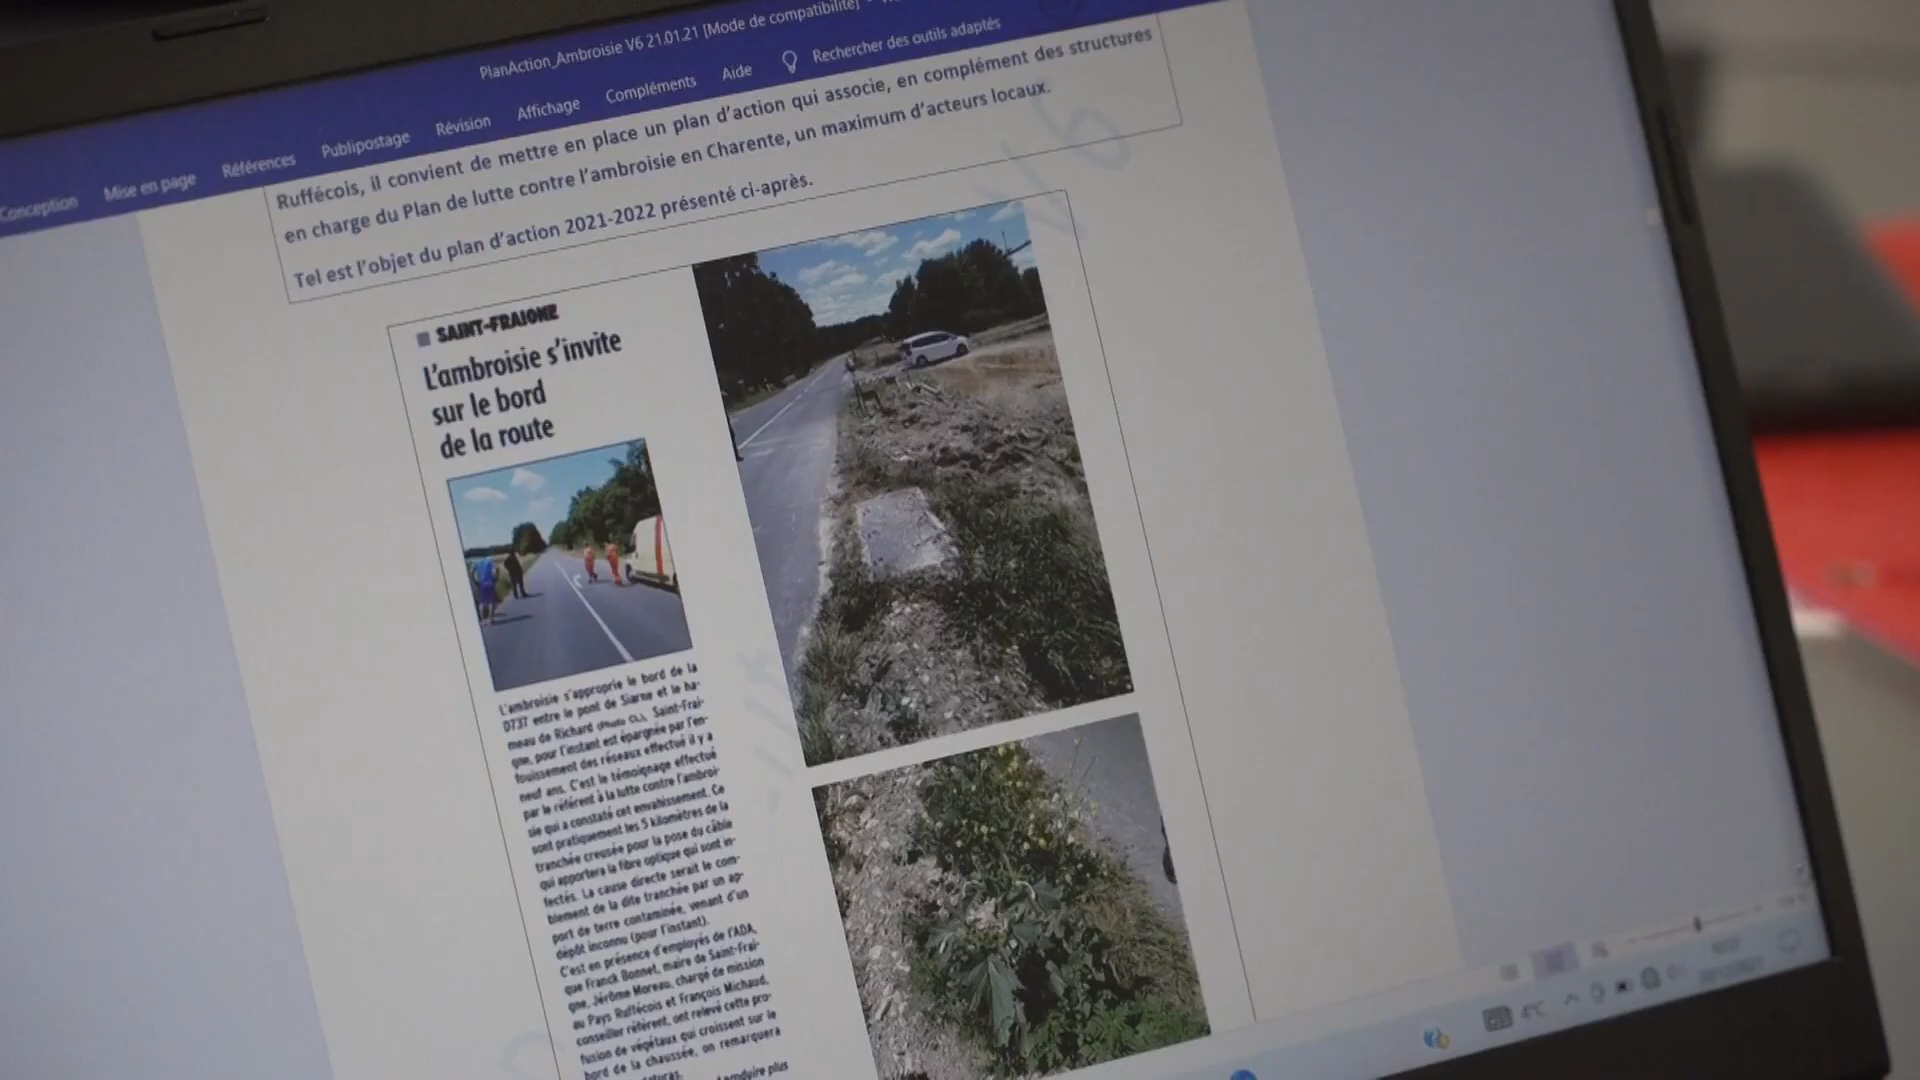 PlanAction_Ambroisie V6 21.01.21 [Mode de compatibilité] -
Conception Mise en page Références Publipostage Révision Affichage Compléments Aide Rechercher des outils adaptés
Ruffécois, il convient de mettre en place un plan d'action qui associe, en complément des structures
en charge du Plan de lutte contre l'ambroisie en Charente, un maximum d'acteurs locaux.
Tel est l'objet du plan d'action 2021-2022 présenté ci-après.
SAINT-FRAIGNE
L'ambroisie s'invite
sur le bord
de la route
L'ambroisie s'approprie le bord de la
D737 entre le pont de Siarne et le ha-
meau de Richard (Photo CL). Saint-Frai-
gne, pour l'instant est épargnée par l'en-
fouissement des réseaux effectué il y a
neuf ans. C'est le témoignage effectué
par le référent à la lutte contre l'ambroi-
sie qui a constaté cet envahissement. Ce
sont pratiquement les 5 kilomètres de la
tranchée creusée pour la pose du câble
qui apportera la fibre optique qui sont in-
fectés. La cause directe serait le com-
blement de la dite tranchée par un ap-
port de terre contaminée, venant d'un
dépôt inconnu (pour l'instant).
C'est en présence d'employés de l'ADA,
que Franck Bonnet, maire de Saint-Frai-
gne, Jérôme Moreau, chargé de mission
au Pays Ruffécois et François Michaud,
conseiller référent, ont relevé cette pro-
fusion de végétaux qui croissent sur le
bord de la chaussée, on remarquera
plus
4°C